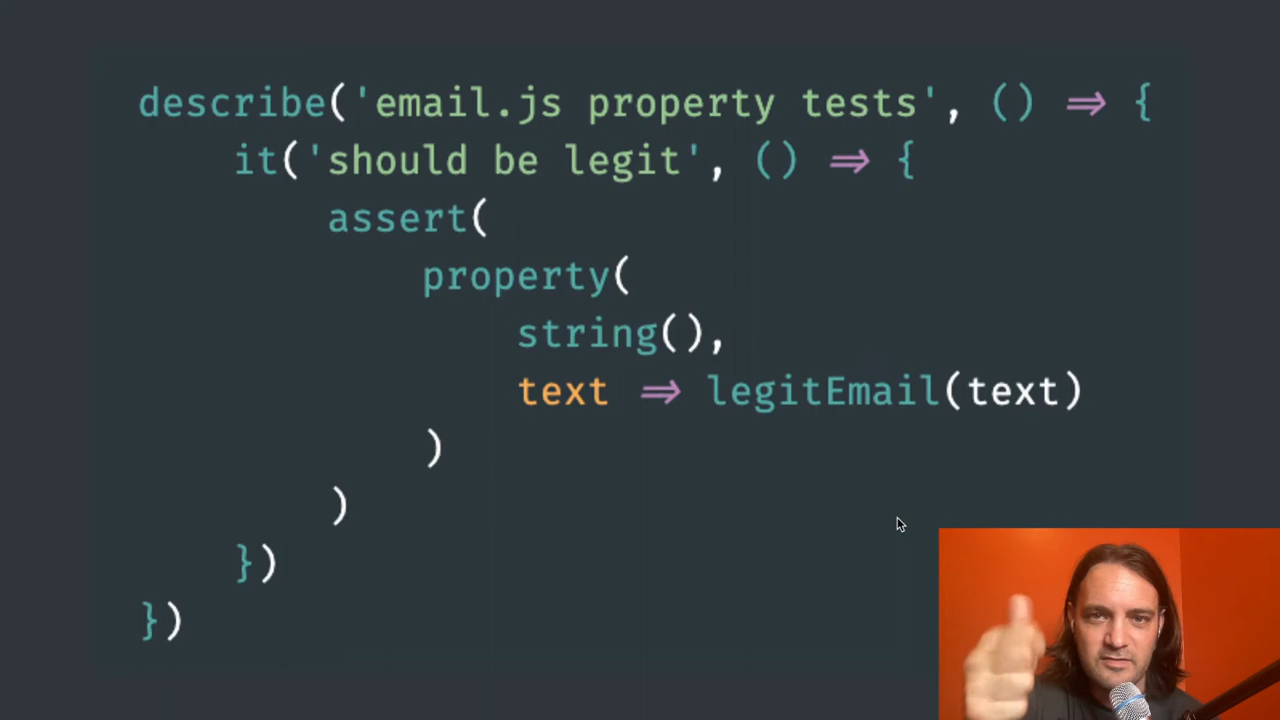 describe('email.js property tests', () => {
it('should be legit', () => {
assert(
property(
string(),
text => legitEmail(text)
)
)
})
})